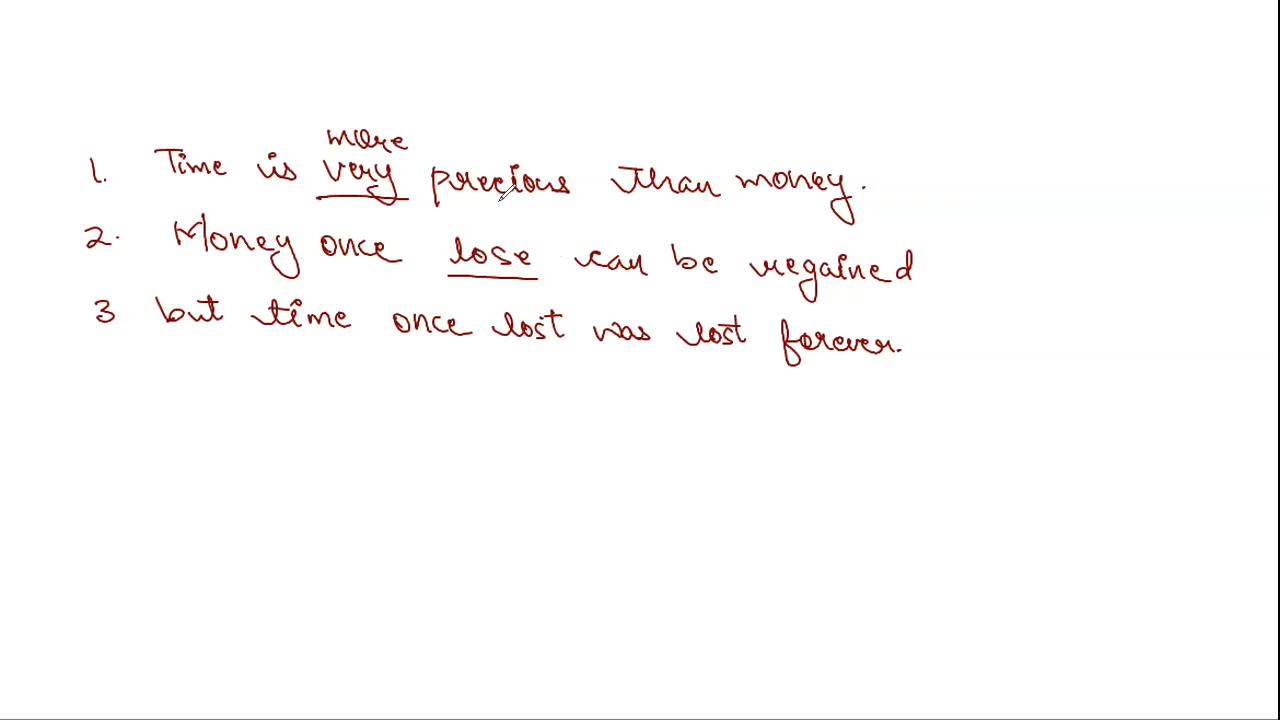 more
1. Time is very precious than money.
2. Money once lose can be regained
3 but time once lost was lost forever.